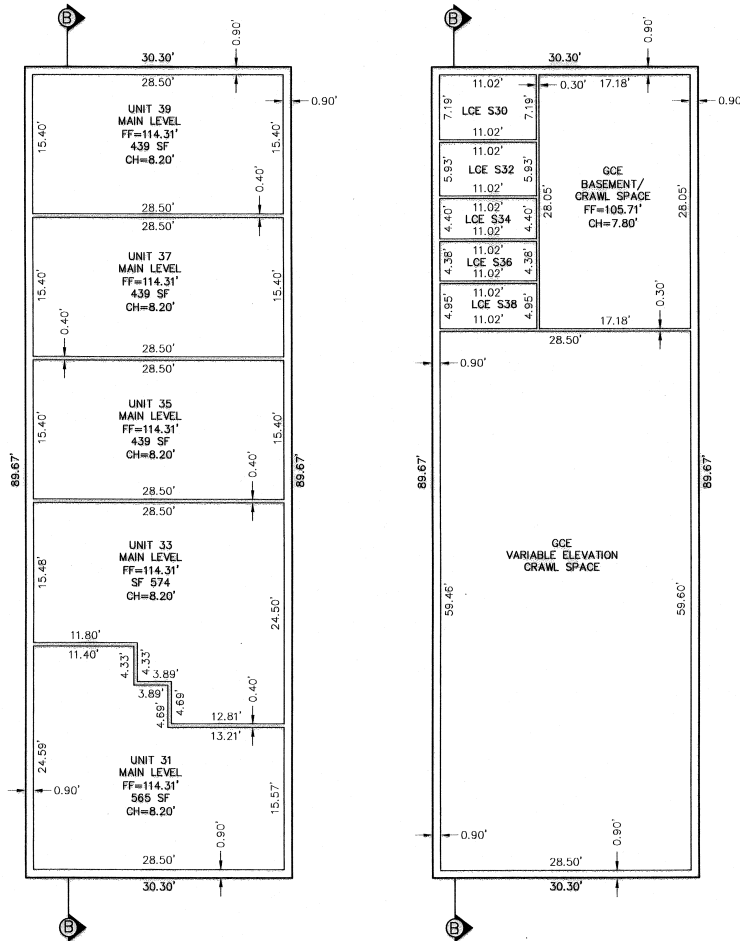 B
0.90'
30.30'
28.50'
0.90'
UNIT 39
MAIN LEVEL
FF=114.31'
439 SF
CH=8.20'
15.40'
15.40'
0.40'
28.50'
28.50'
UNIT 37
MAIN LEVEL
FF=114.31'
439 SF
CH=8.20'
15.40'
15.40'
0.40'
28.50'
28.50'
UNIT 35
MAIN LEVEL
FF=114.31'
439 SF
CH=8.20'
15.40'
15.40'
89.67'
89.67'
0.40'
28.50'
28.50'
UNIT 33
MAIN LEVEL
FF=114.31'
SF 574
CH=8.20'
15.48'
24.50'
11.80'
11.40'
4.33'
4.33'
3.89'
3.89'
4.69'
4.69'
0.40'
12.81'
13.21'
24.59'
UNIT 31
MAIN LEVEL
FF=114.31'
565 SF
CH=8.20'
15.57'
0.90'
0.90'
28.50'
30.30'
B
B
0.90'
30.30'
11.02'
0.30'
17.18'
0.90'
7.19'
LCE S30
7.19'
11.02'
11.02'
5.93'
LCE S32
5.93'
11.02'
11.02'
4.40'
LCE S34
4.40'
11.02'
11.02'
4.38'
LCE S36
4.38'
11.02'
11.02'
4.95'
LCE S38
4.95'
11.02'
GCE
BASEMENT/
CRAWL SPACE
FF=105.71'
CH=7.80'
28.05'
28.05'
0.30'
17.18'
28.50'
0.90'
89.67'
89.67'
GCE
VARIABLE ELEVATION
CRAWL SPACE
59.46'
59.60'
0.90'
0.90'
28.50'
30.30'
B